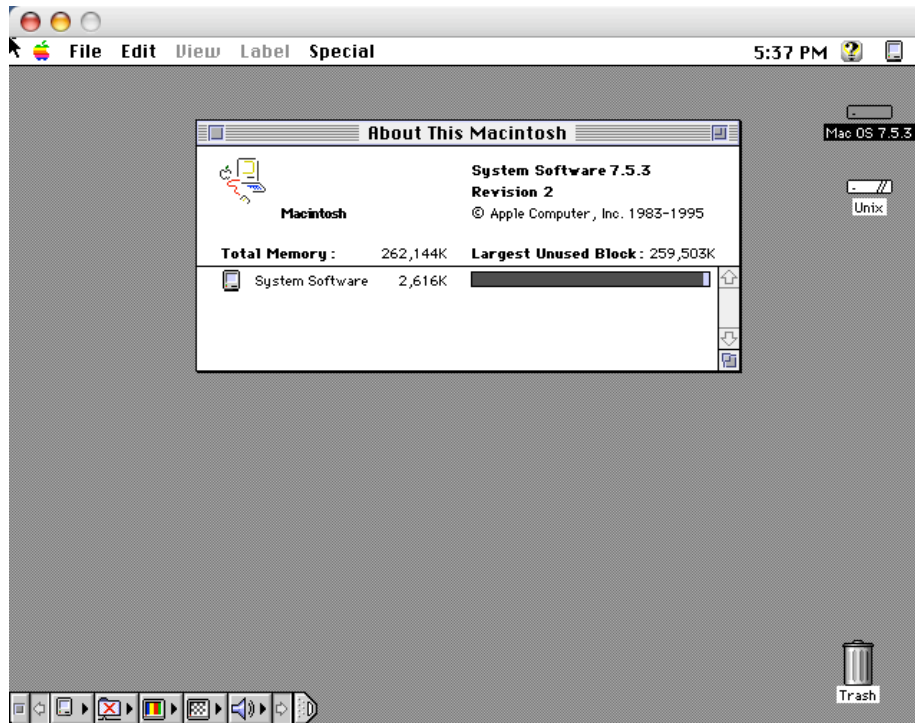 File Edit View Label Special 5:37 PM
About This Macintosh
Mac OS 7.5.3
System Software 7.5.3
Revision 2
Macintosh
© Apple Computer, Inc. 1983-1995
Unix
Total Memory : 262,144K Largest Unused Block : 259,503K
System Software 2,616K
Trash